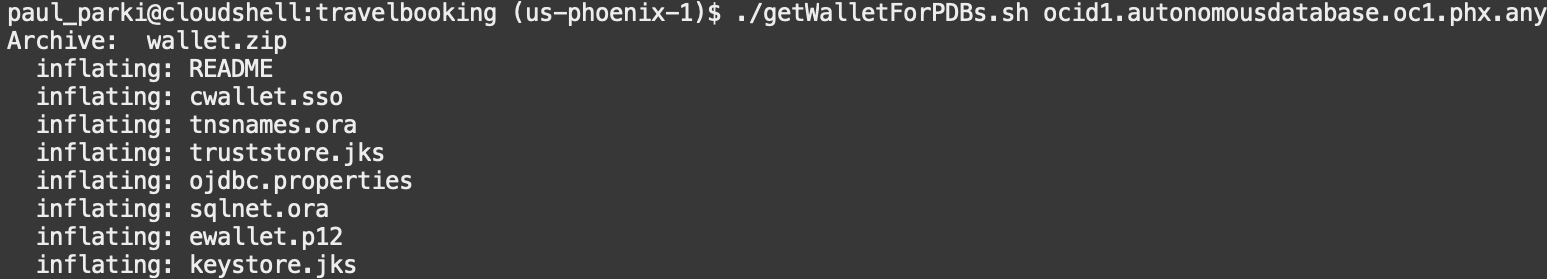 paul_parki@cloudshell:travelbooking (us-phoenix-1)$ ./getWalletForPDBs.sh ocid1.autonomousdatabase.oc1.phx.any
Archive:  wallet.zip
  inflating: README
  inflating: cwallet.sso
  inflating: tnsnames.ora
  inflating: truststore.jks
  inflating: ojdbc.properties
  inflating: sqlnet.ora
  inflating: ewallet.p12
  inflating: keystore.jks